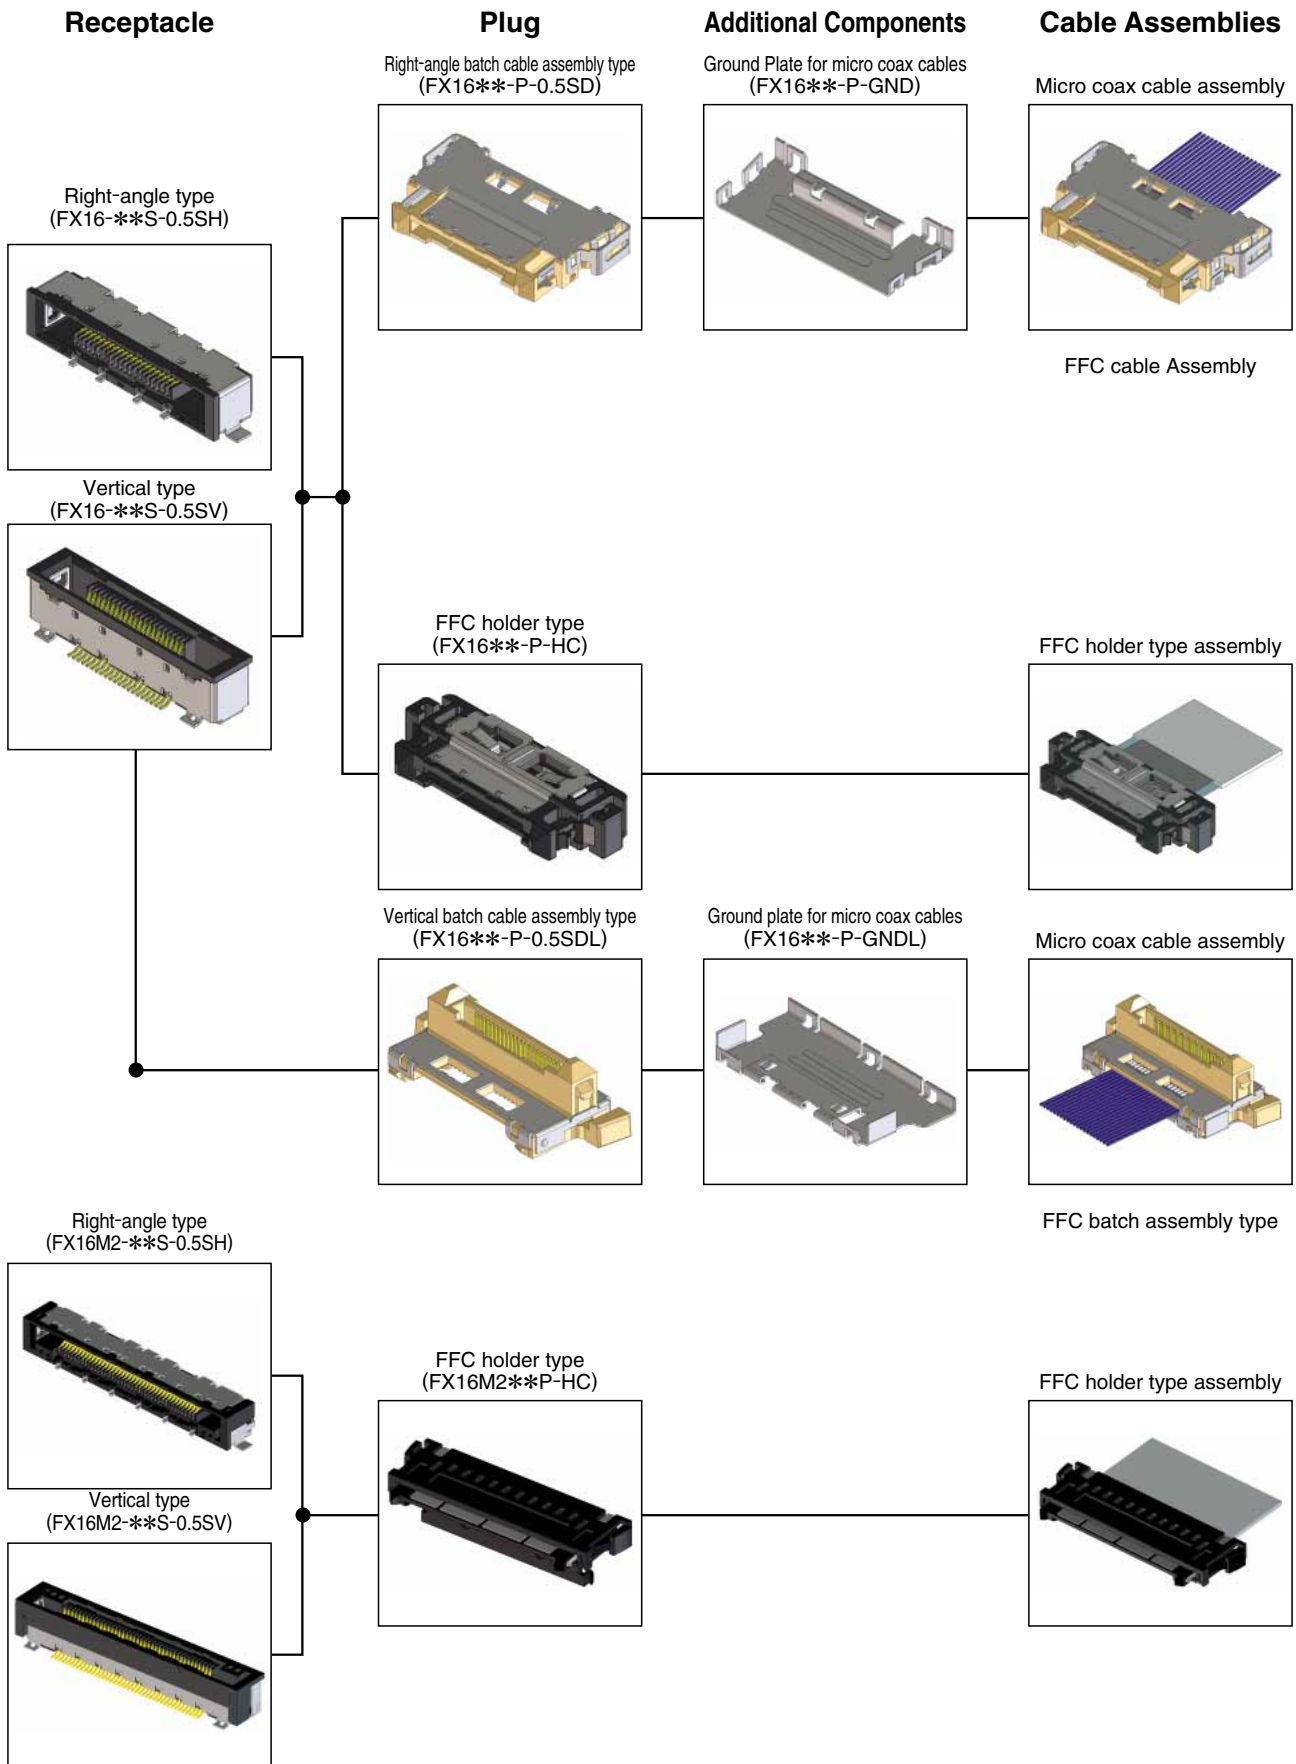 Receptacle
Plug
Additional Components
Cable Assemblies
Right-angle batch cable assembly type
(FX16**-P-0.5SD)
Ground Plate for micro coax cables
(FX16**-P-GND)
Micro coax cable assembly
Right-angle type
(FX16-**S-0.5SH)
FFC cable Assembly
Vertical type
(FX16-**S-0.5SV)
FFC holder type
(FX16**-P-HC)
FFC holder type assembly
Vertical batch cable assembly type
(FX16**-P-0.5SDL)
Ground plate for micro coax cables
(FX16**-P-GNDL)
Micro coax cable assembly
FFC batch assembly type
Right-angle type
(FX16M2-**S-0.5SH)
FFC holder type
(FX16M2**P-HC)
FFC holder type assembly
Vertical type
(FX16M2-**S-0.5SV)